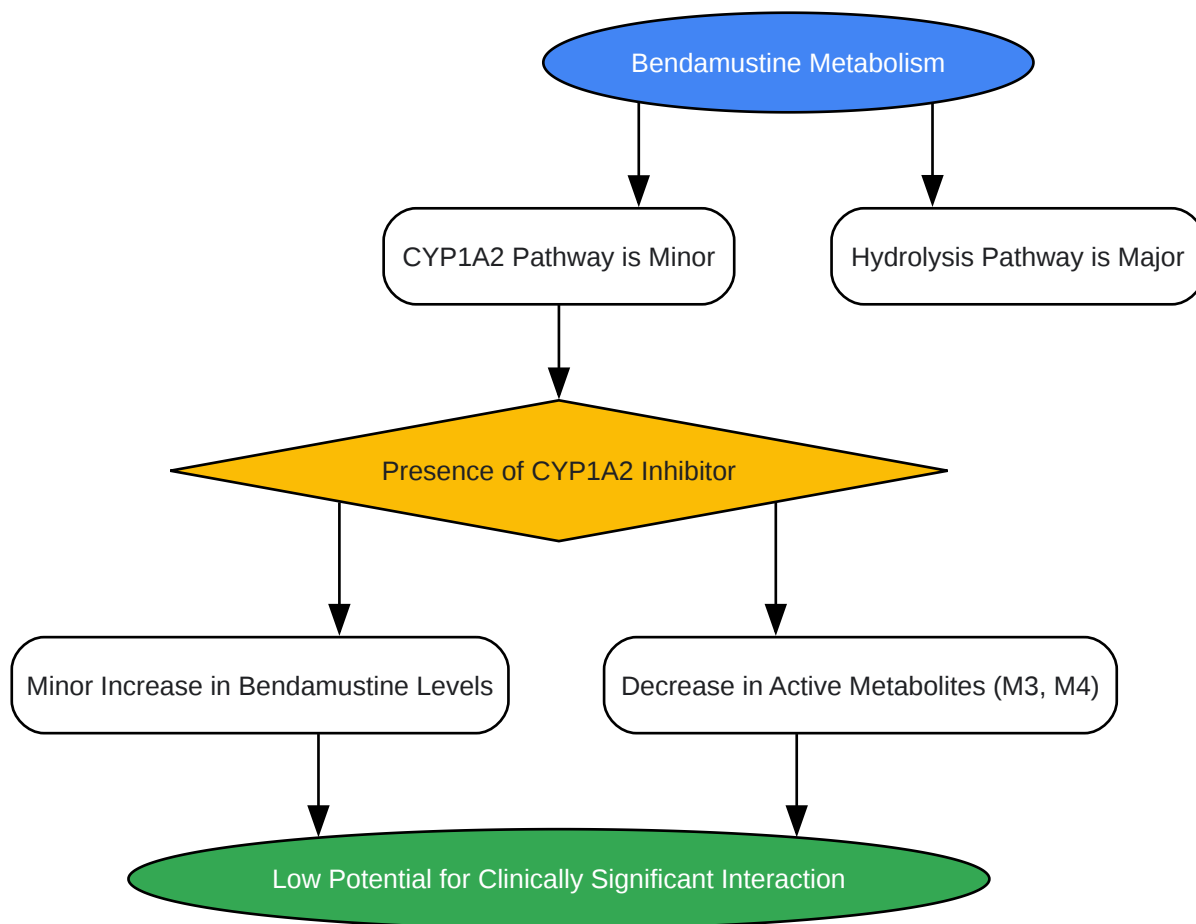 Bendamustine Metabolism
CYP1A2 Pathway is Minor
Hydrolysis Pathway is Major
Presence of CYP1A2 Inhibitor
Minor Increase in Bendamustine Levels
Decrease in Active Metabolites (M3, M4)
Low Potential for Clinically Significant Interaction